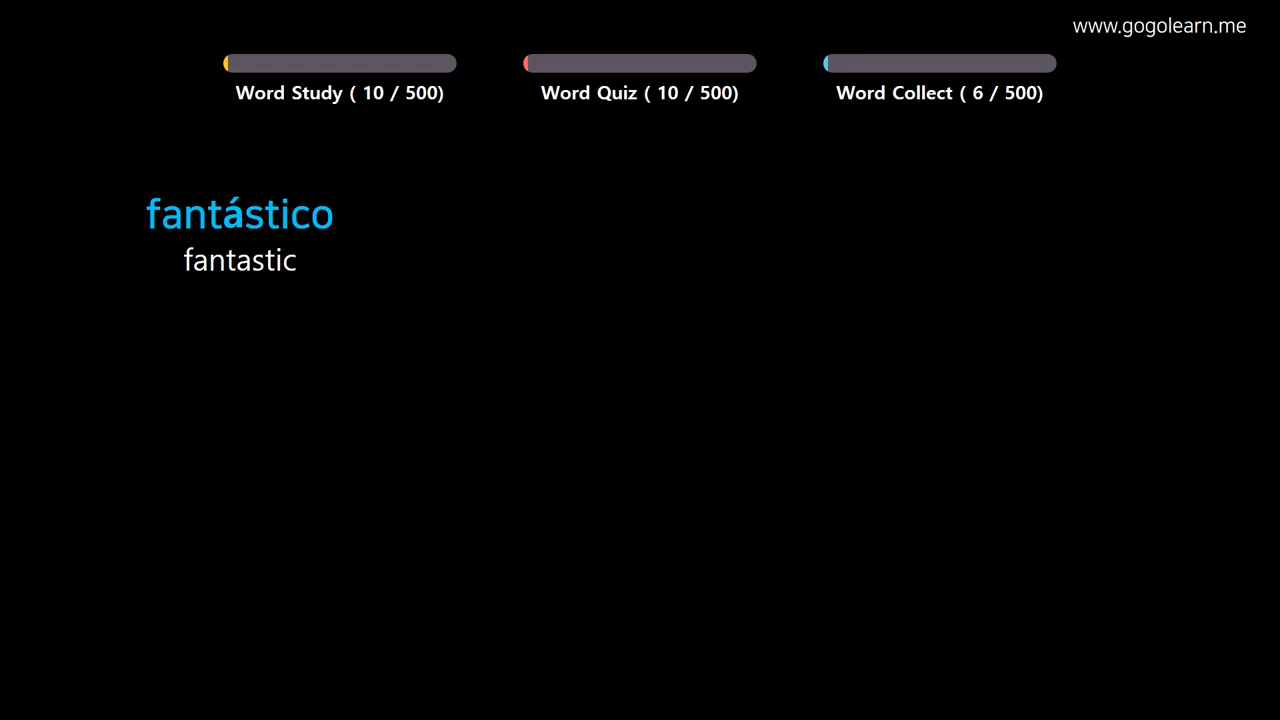 www.gogolearn.me
Word Study ( 10 / 500)
Word Quiz ( 10 / 500)
Word Collect ( 6 / 500)
fantástico
fantastic